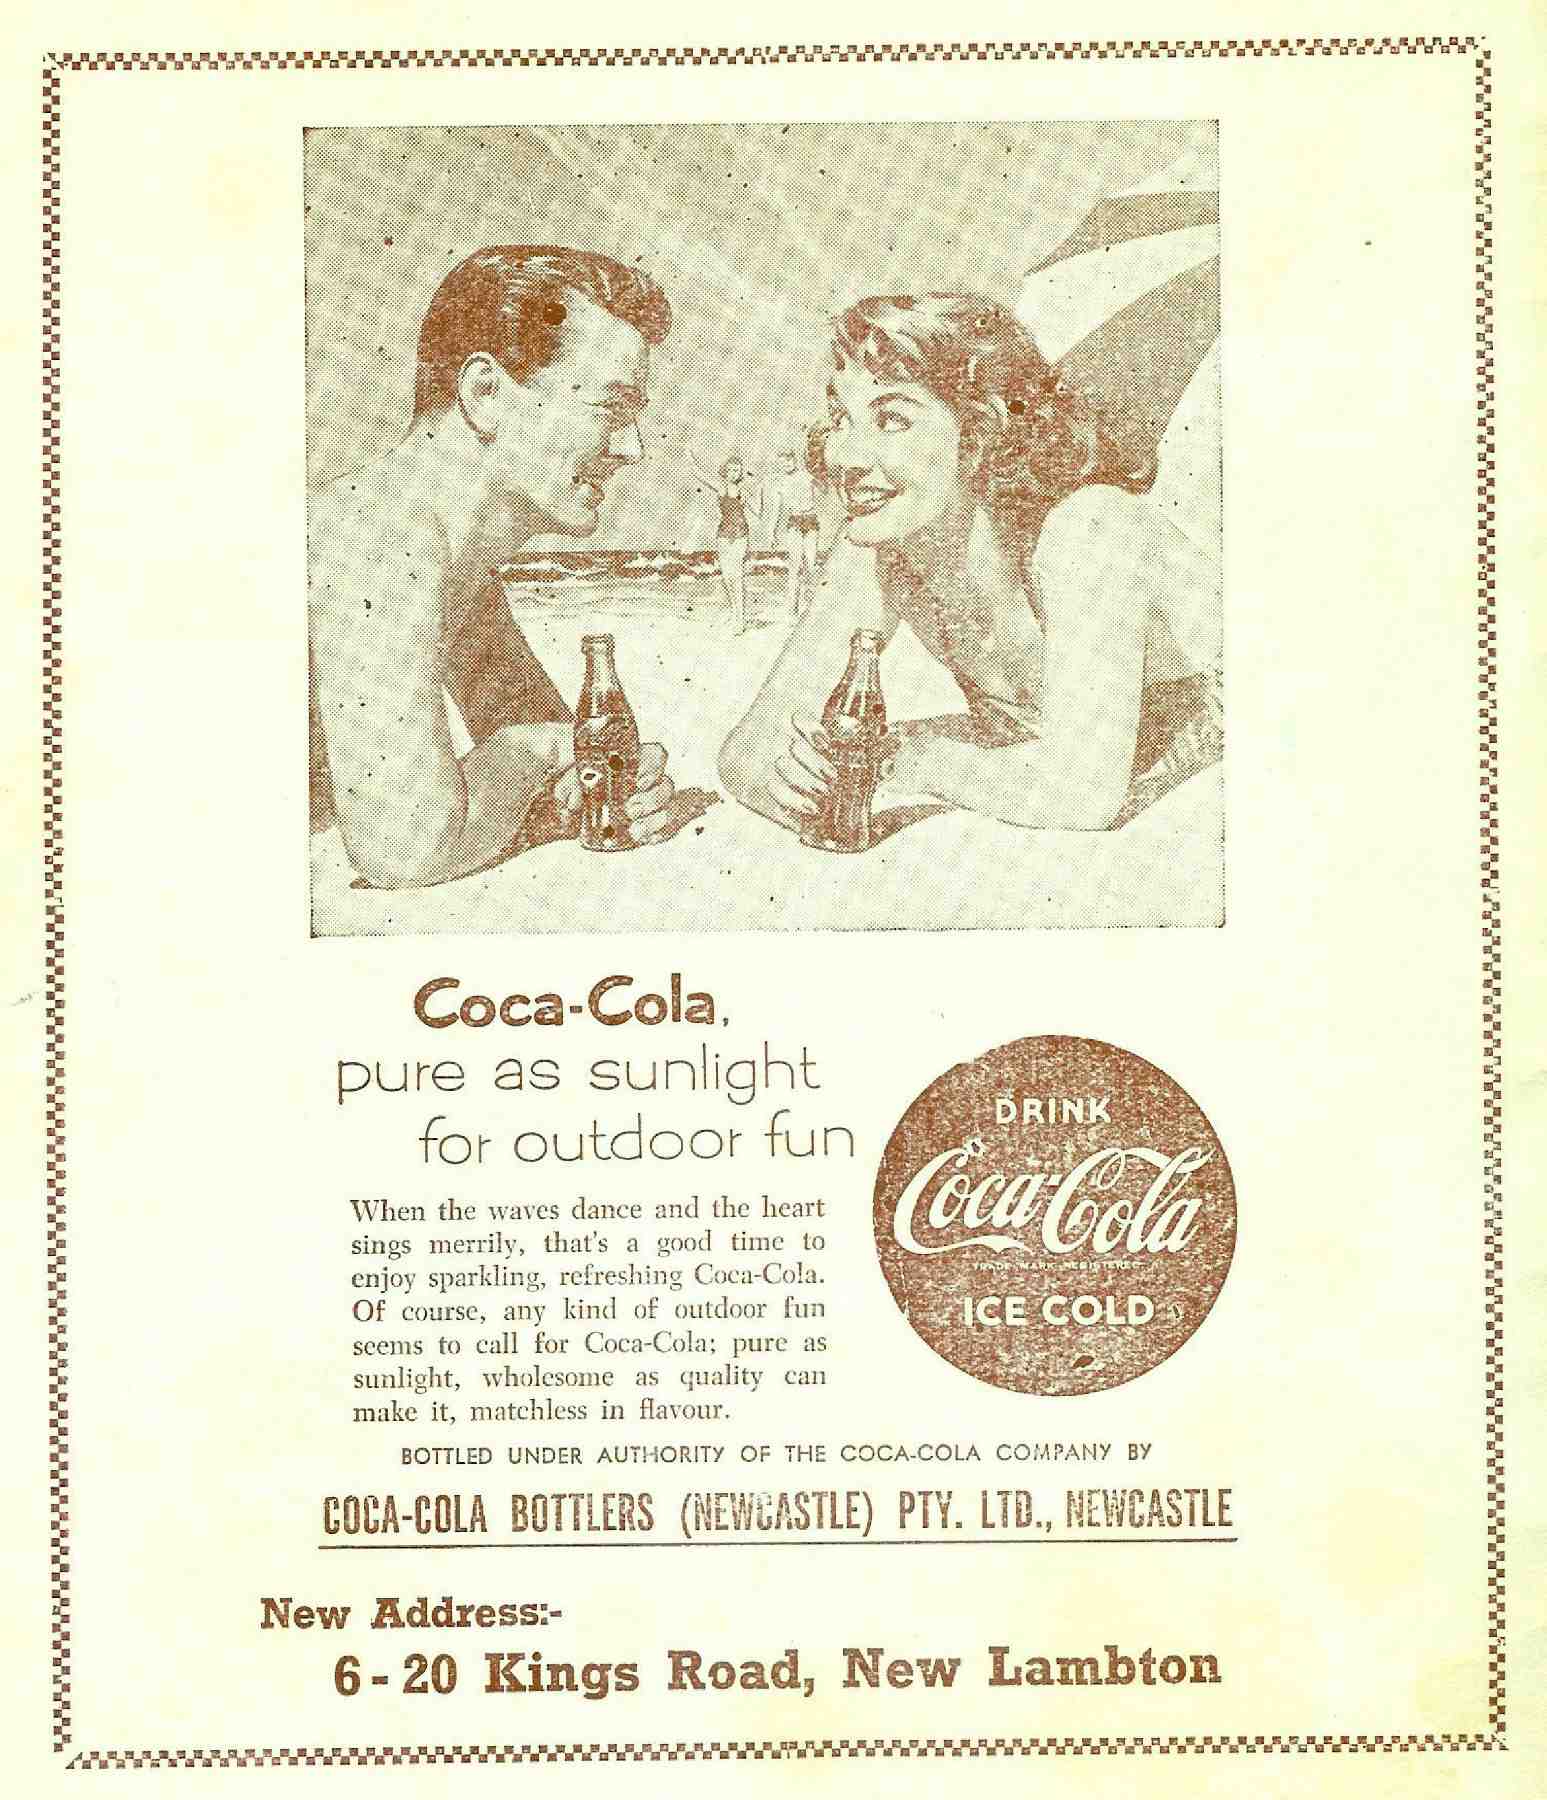 Coca-Cola,
pure as sunlight
for outdoor fun
When the waves dance and the heart
sings merrily, that's a good time to
enjoy sparkling, refreshing Coca-Cola.
Of course, any kind of outdoor fun
seems to call for Coca-Cola; pure as
sunlight, wholesome as quality can
make it, matchless in flavour.
DRINK
Coca-Cola
TRADE MARK REGISTERED
ICE COLD
BOTTLED UNDER AUTHORITY OF THE COCA-COLA COMPANY BY
COCA-COLA BOTTLERS (NEWCASTLE) PTY. LTD., NEWCASTLE
New Address:-
6-20 Kings Road, New Lambton